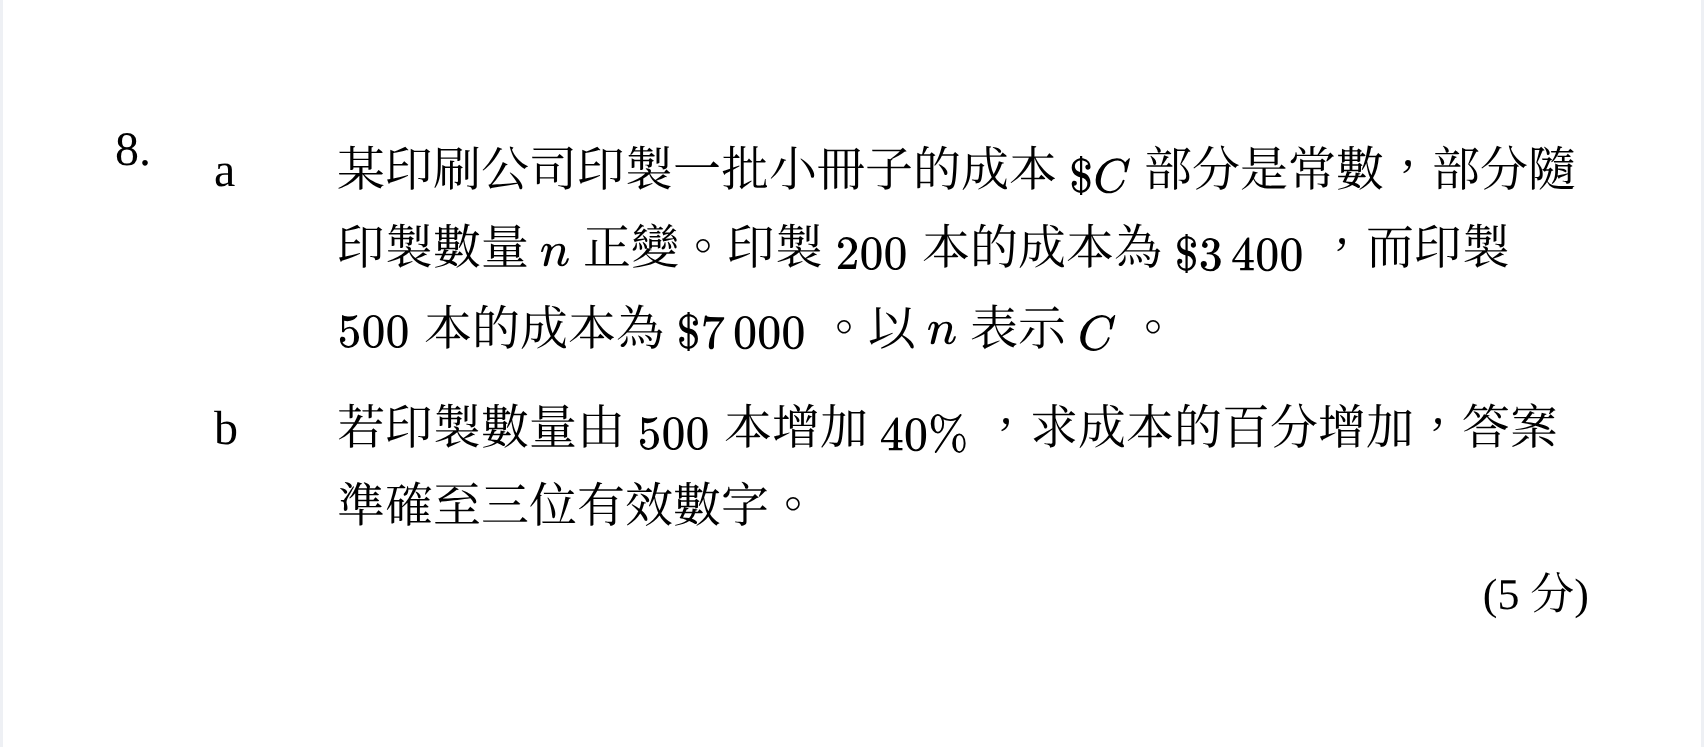 8. a 某印刷公司印製一批小冊子的成本 $C 部分是常數，部分隨
印製數量 n 正變。印製 200 本的成本為 $3 400 ，而印製
500 本的成本為 $7 000 。以 n 表示 C 。
b 若印製數量由 500 本增加 40% ，求成本的百分增加，答案
準確至三位有效數字。
(5 分)